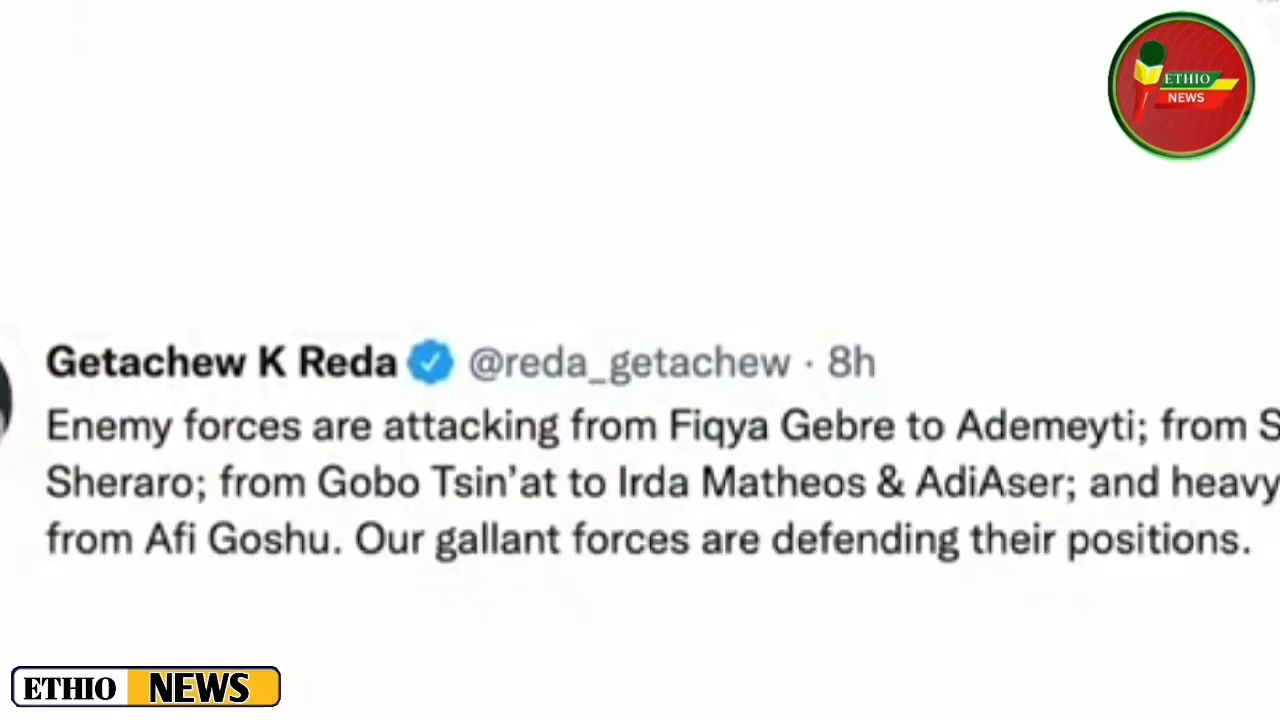 ETHIO
NEWS
Getachew K Reda @reda_getachew · 8h
Enemy forces are attacking from Fiqya Gebre to Ademeyti; from
Sheraro; from Gobo Tsin'at to Irda Matheos & AdiAser; and heavy
from Afi Goshu. Our gallant forces are defending their positions.
ETHIO NEWS